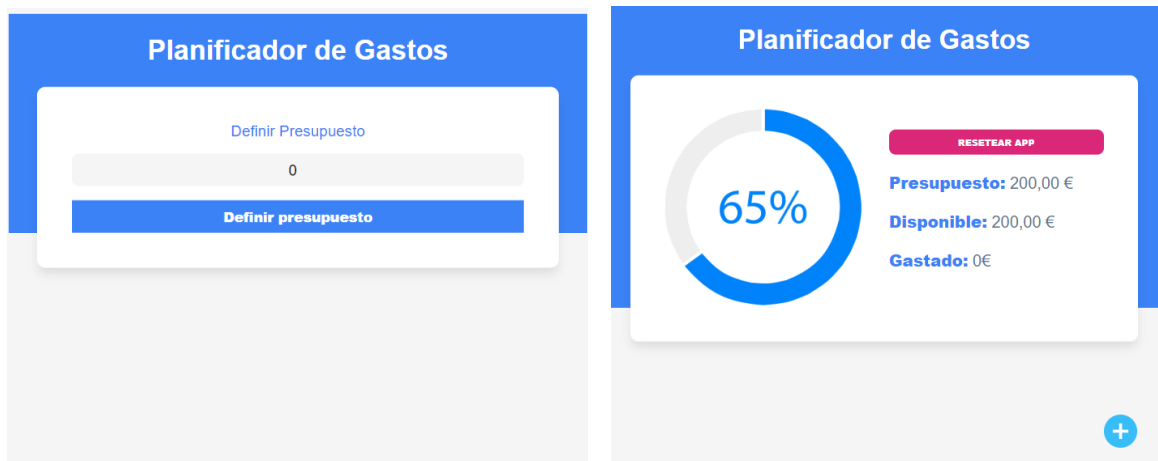 Planificador de Gastos
Definir Presupuesto
0
Definir presupuesto
Planificador de Gastos
65%
RESETEAR APP
Presupuesto: 200,00 €
Disponible: 200,00 €
Gastado: 0€
+